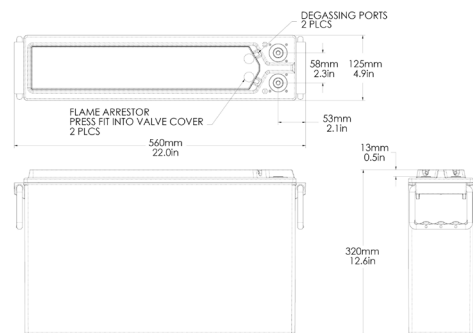 DEGASSING PORTS
2 PLCS
58mm
2.3in
125mm
4.9in
FLAME ARRESTOR
PRESS FIT INTO VALVE COVER
2 PLCS
53mm
2.1in
560mm
22.0in
13mm
0.5in
320mm
12.6in